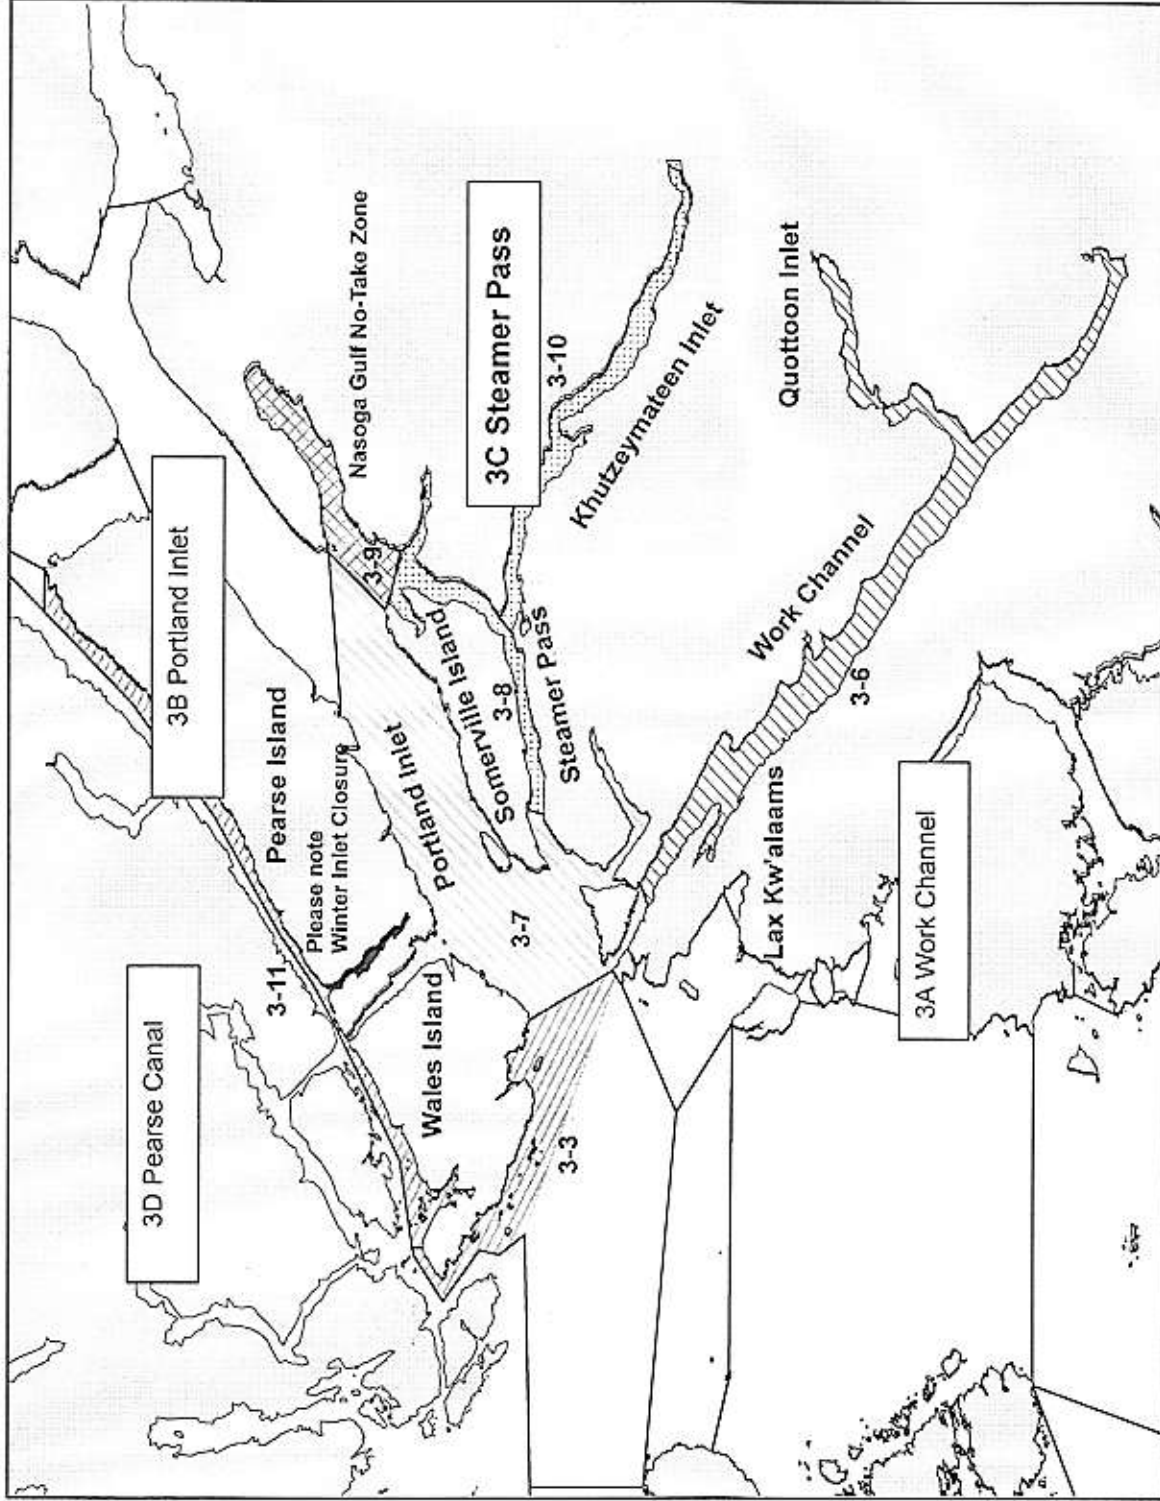 3D Pearse Canal
3B Portland Inlet
3-11
Pearse Island
Please note
Winter Inlet Closure
Nasoga Gulf No-Take Zone
3-9
Wales Island
Portland Inlet
Somerville Island
3C Steamer Pass
3-8
3-7
3-10
Steamer Pass
3-3
Khutzeymateen Inlet
Quottoon Inlet
Work Channel
Lax Kw'alaams
3-6
3A Work Channel